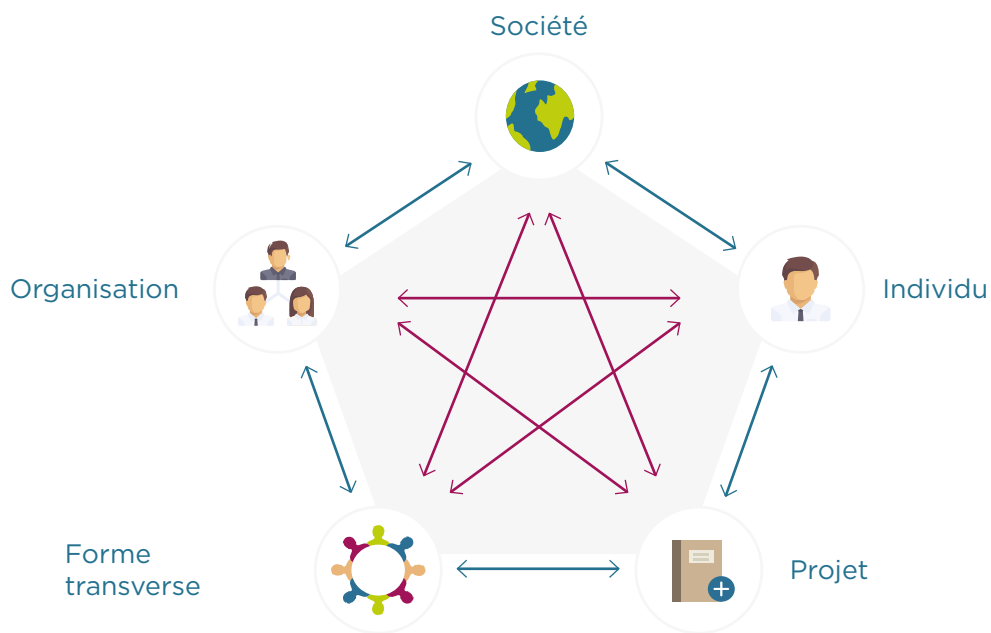 Société
Organisation
Individu
Forme
transverse
Projet